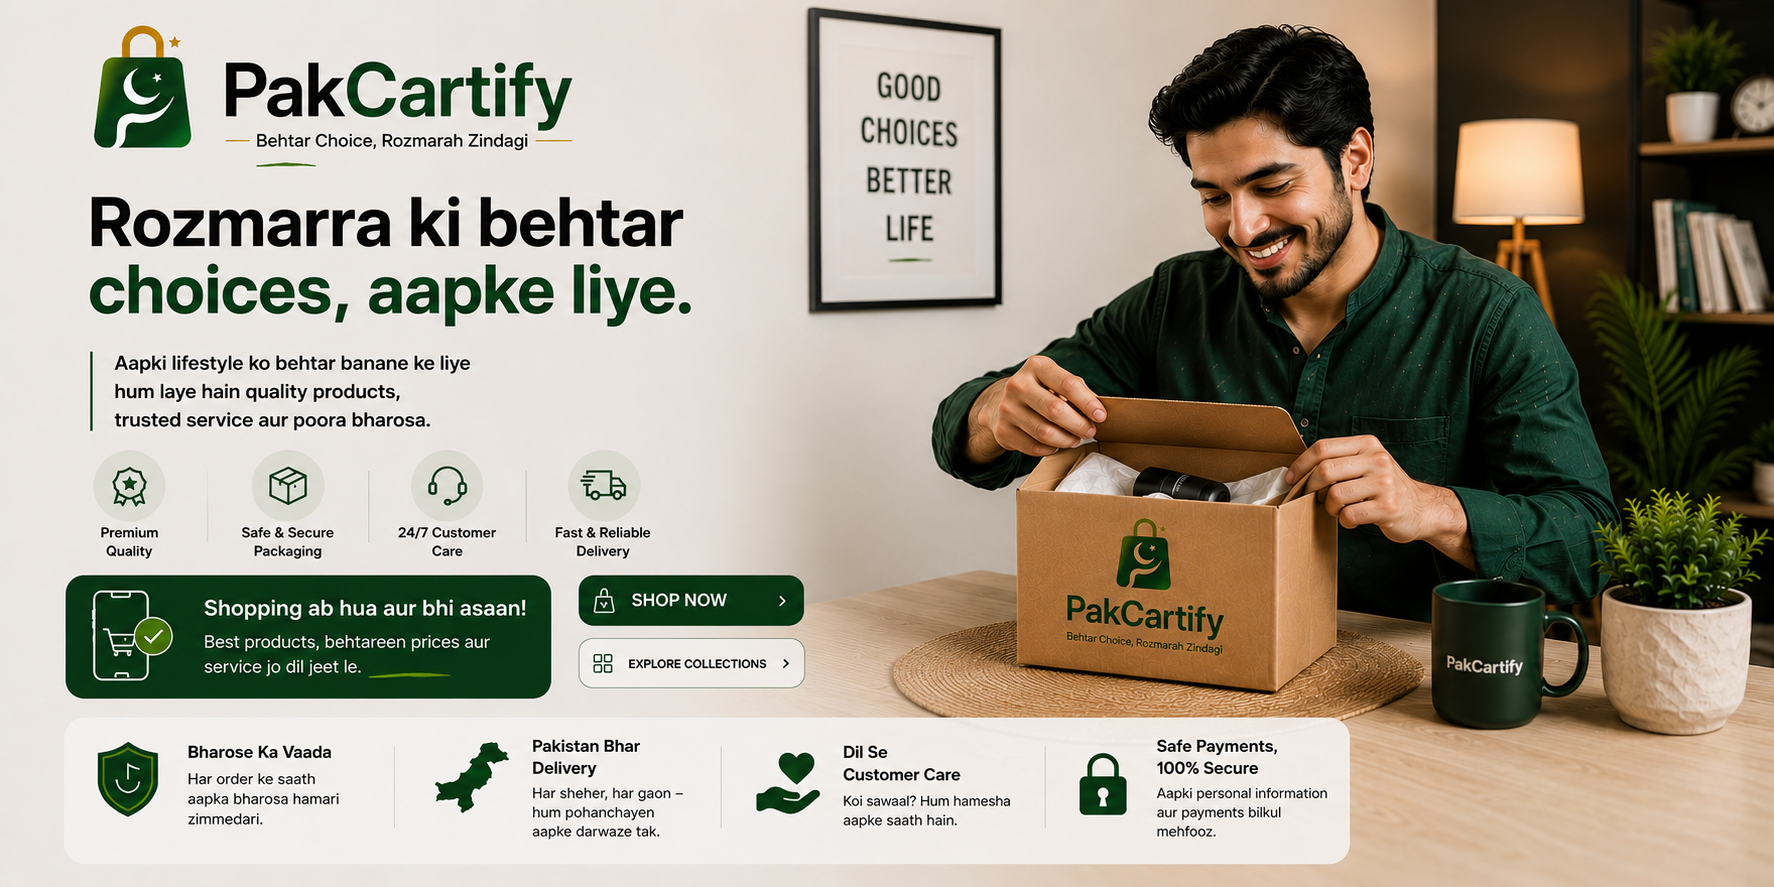 PakCartify
Behtar Choice, Rozmarah Zindagi
Rozmarra ki behtar
choices, aapke liye.
Aapki lifestyle ko behtar banane ke liye
hum laye hain quality products,
trusted service aur poora bharosa.
Premium
Quality
Safe & Secure
Packaging
24/7 Customer
Care
Fast & Reliable
Delivery
Shopping ab hua aur bhi asaan!
Best products, behtareen prices aur
service jo dil jeet le.
SHOP NOW
EXPLORE COLLECTIONS
GOOD
CHOICES
BETTER
LIFE
PakCartify
Behtar Choice, Rozmarah Zindagi
PakCartify
Bharose Ka Vaada
Har order ke saath
aapka bharosa hamari
zimmedari.
Pakistan Bhar
Delivery
Har sheher, har gaon –
hum pohanchayen
aapke darwaze tak.
Dil Se
Customer Care
Koi sawaal? Hum hamesha
aapke saath hain.
Safe Payments,
100% Secure
Aapki personal information
aur payments bilkul
mehfooz.